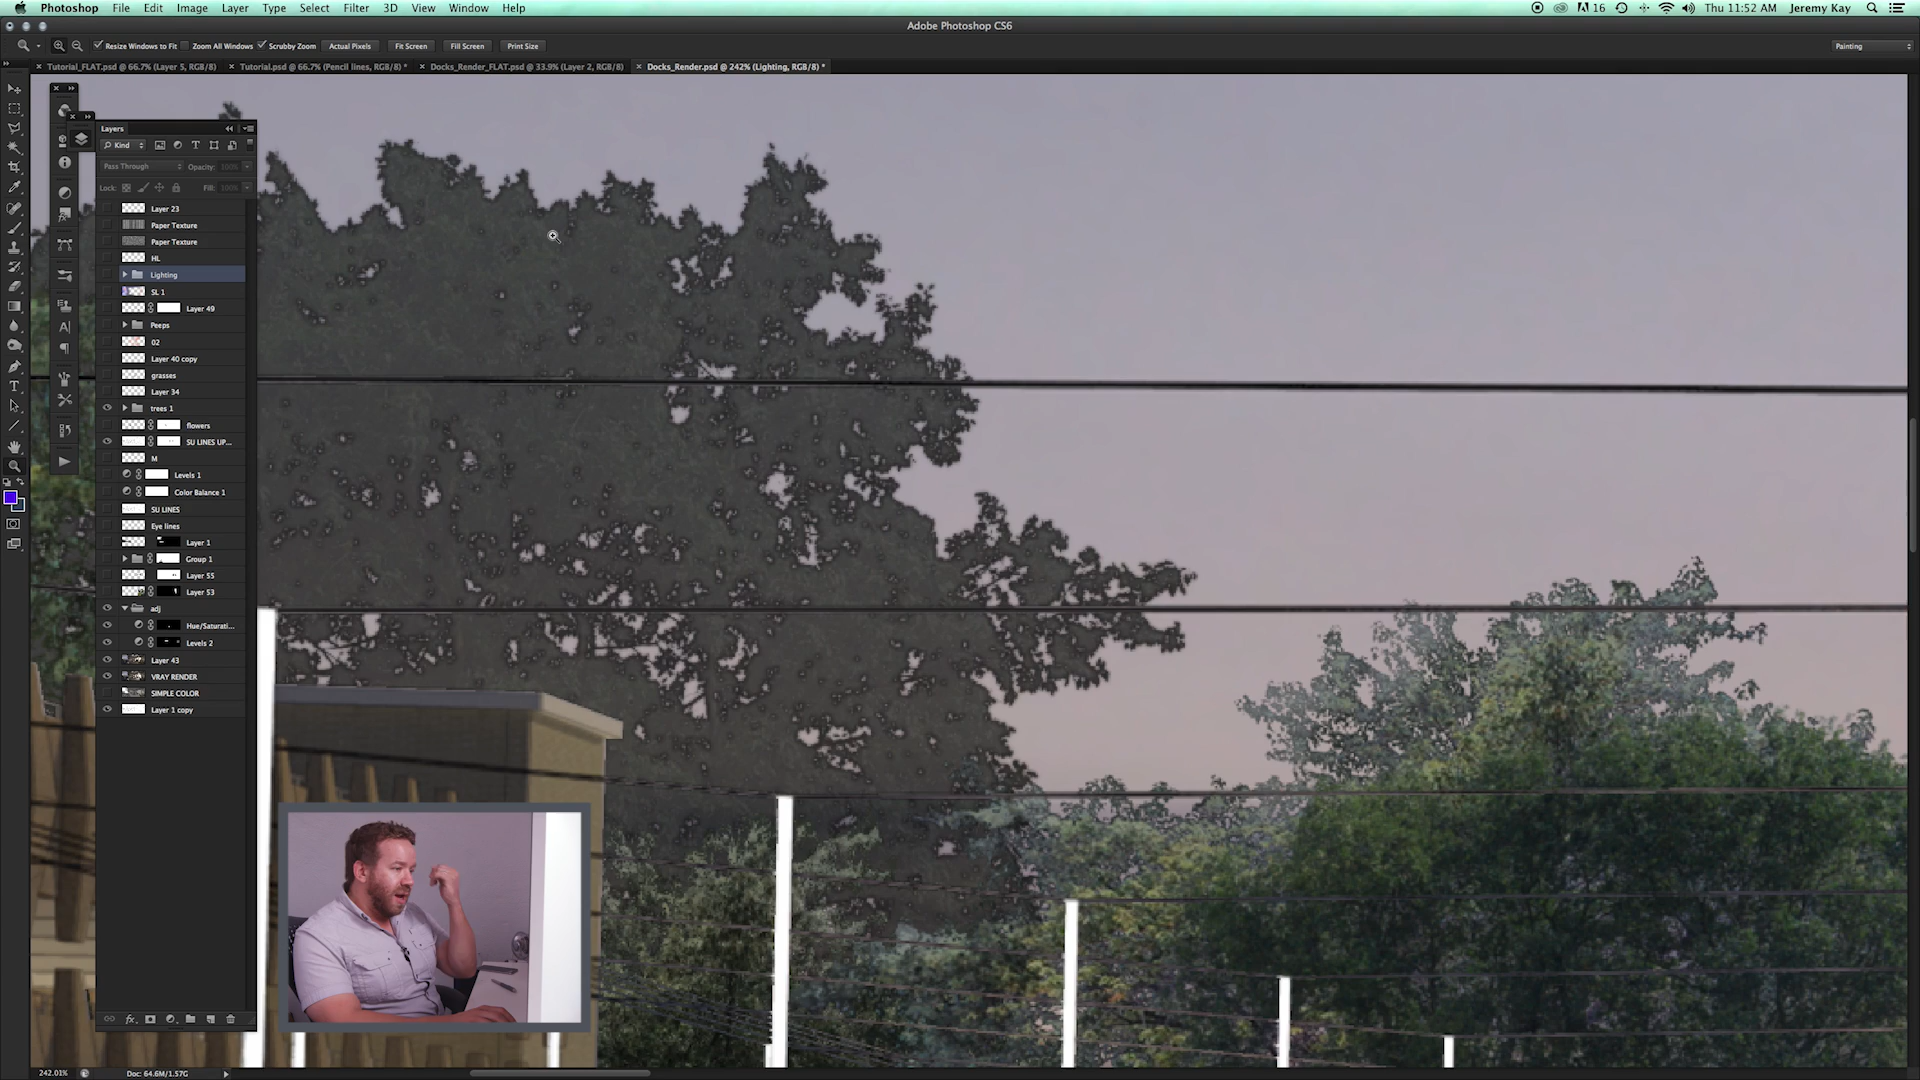 Photoshop File Edit Image Layer Type Select Filter 3D View Window Help
16 Thu 11:52 AM Jeremy Kay
Adobe Photoshop CS6
Resize Windows to Fit Zoom All Windows Scrubby Zoom Actual Pixels Fit Screen Fill Screen Print Size Painting
Tutorial_FLAT.psd @ 66.7% (Layer 5, RGB/8) Tutorial.psd @ 66.7% (Pencil lines, RGB/8) * Docks_Render_FLAT.psd @ 33.9% (Layer 2, RGB/8) Docks_Render.psd @ 242% (Lighting, RGB/8) *
Layers
Kind
Pass Through Opacity: 100%
Lock: Fill: 100%
Layer 23
Paper Texture
Paper Texture
HL
Lighting
SL 1
Layer 49
Peeps
02
Layer 40 copy
grasses
Layer 34
trees 1
flowers
SU LINES UP...
M
Levels 1
Color Balance 1
SU LINES
Eye lines
Layer 1
Group 1
Layer 55
Layer 53
adj
Hue/Saturati...
Levels 2
Layer 43
VRAY RENDER
SIMPLE COLOR
Layer 1 copy
242.01% Doc: 64.6M/1.57G